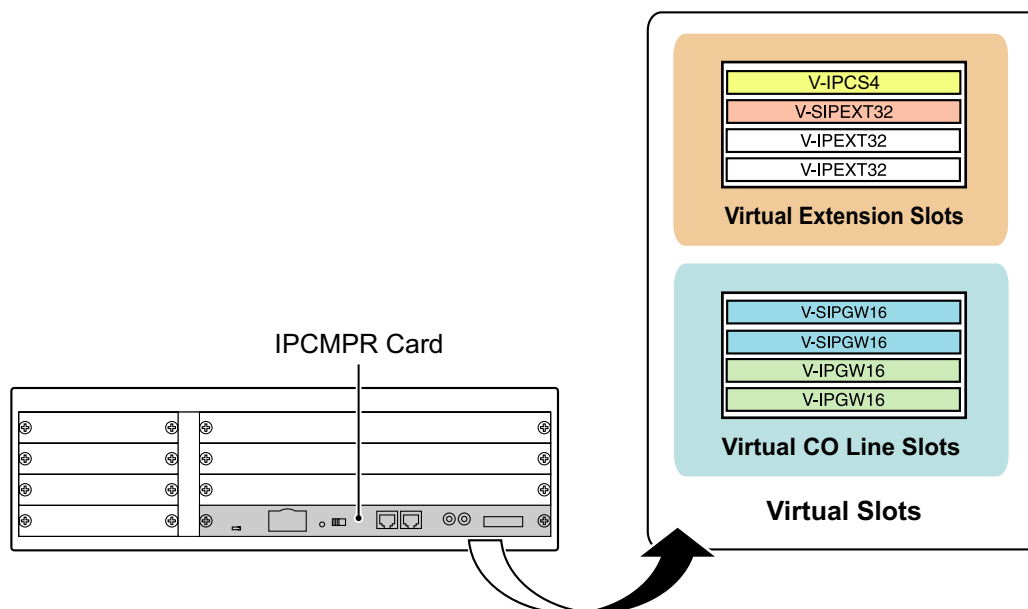 V-IPCS4
V-SIPEXT32
V-IPEXT32
V-IPEXT32
Virtual Extension Slots
V-SIPGW16
V-SIPGW16
V-IPGW16
V-IPGW16
Virtual CO Line Slots
Virtual Slots
IPCMPR Card